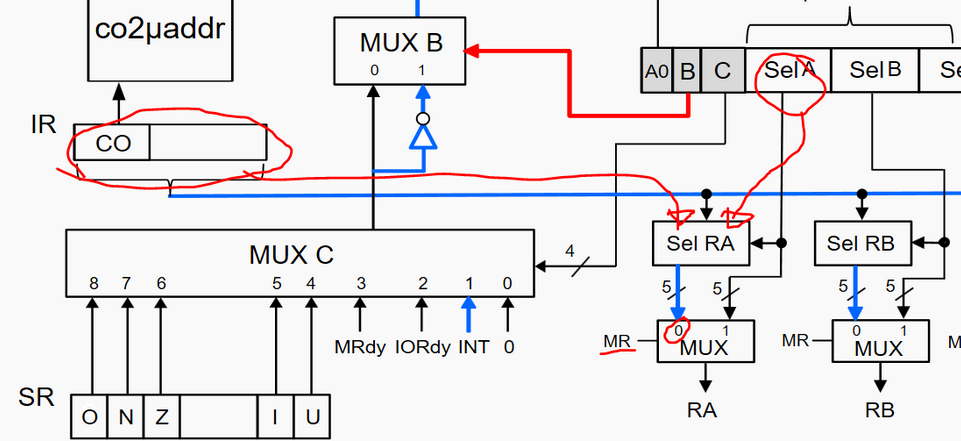 co2µaddr
MUX B
0 1
A0 B C SelA SelB Se
IR
CO
MUX C
8 7 6 5 4 3 2 1 0
4
Sel RA
Sel RB
5 5 5 5
MRdy IORdy INT 0
MR 0 1 MUX
MR 0 1 MUX
M
SR
O N Z I U
RA
RB